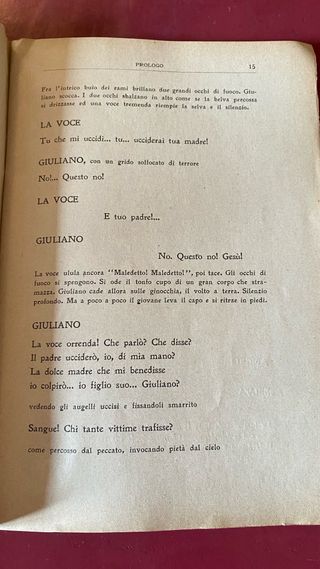 PROLOGO 15
Fra l'intrico buio dei rami brillano due grandi occhi di fuoco. Giu-
liano scocca. I due occhi sbalzano in alto come se la belva percossa
si drizzasse ed una voce tremenda riempie la selva e il silenzio.
LA VOCE
Tu che mi uccidi... tu... ucciderai tua madre!
GIULIANO, con un grido soffocato di terrore
No!... Questo no!
LA VOCE
E tuo padre!...
GIULIANO
No. Questo no! Gesù!
La voce ulula ancora "Maledetto! Maledetto!", poi tace. Gli occhi di
fuoco si spengono. Si ode il tonfo cupo di un gran corpo che stra-
mazza. Giuliano cade allora sulle ginocchia, il volto a terra. Silenzio
profondo. Ma a poco a poco il giovane leva il capo e si ritrae in piedi.
GIULIANO
La voce orrenda! Che parlò? Che disse?
Il padre ucciderò, io, di mia mano?
La dolce madre che mi benedisse
io colpirò... io figlio suo... Giuliano?
vedendo gli augelli uccisi e fissandoli smarrito
Sangue! Chi tante vittime trafisse?
come percosso dal peccato, invocando pietà dal cielo